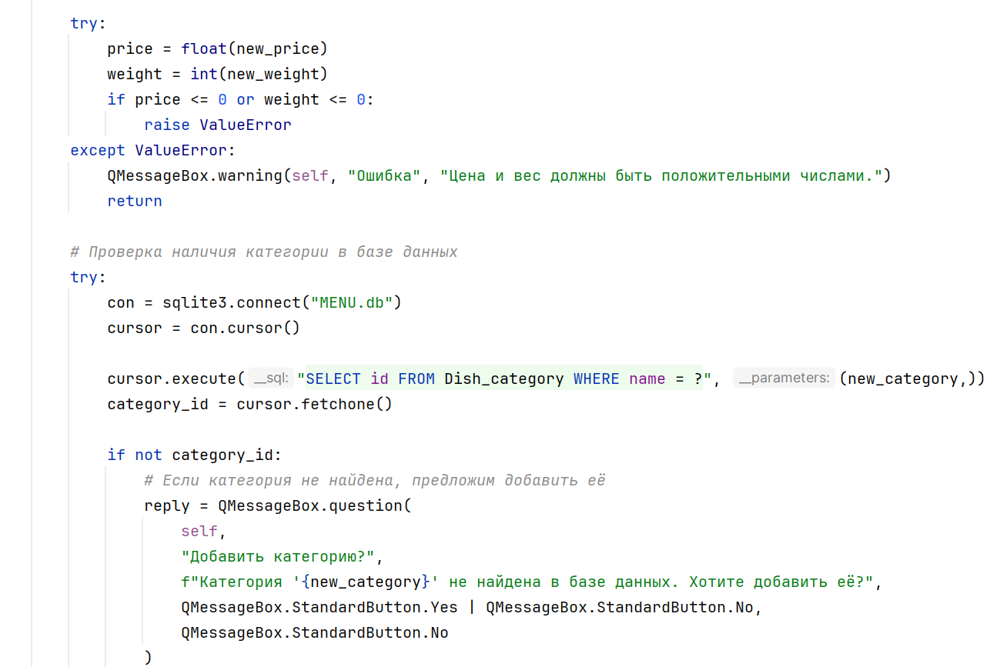 try:
    price = float(new_price)
    weight = int(new_weight)
    if price <= 0 or weight <= 0:
        raise ValueError
except ValueError:
    QMessageBox.warning(self, "Ошибка", "Цена и вес должны быть положительными числами.")
    return
# Проверка наличия категории в базе данных
try:
    con = sqlite3.connect("MENU.db")
    cursor = con.cursor()
    cursor.execute( __sql: "SELECT id FROM Dish_category WHERE name = ?", __parameters: (new_category,))
    category_id = cursor.fetchone()
    if not category_id:
        # Если категория не найдена, предложим добавить её
        reply = QMessageBox.question(
            self,
            "Добавить категорию?",
            f"Категория '{new_category}' не найдена в базе данных. Хотите добавить её?",
            QMessageBox.StandardButton.Yes | QMessageBox.StandardButton.No,
            QMessageBox.StandardButton.No
        )